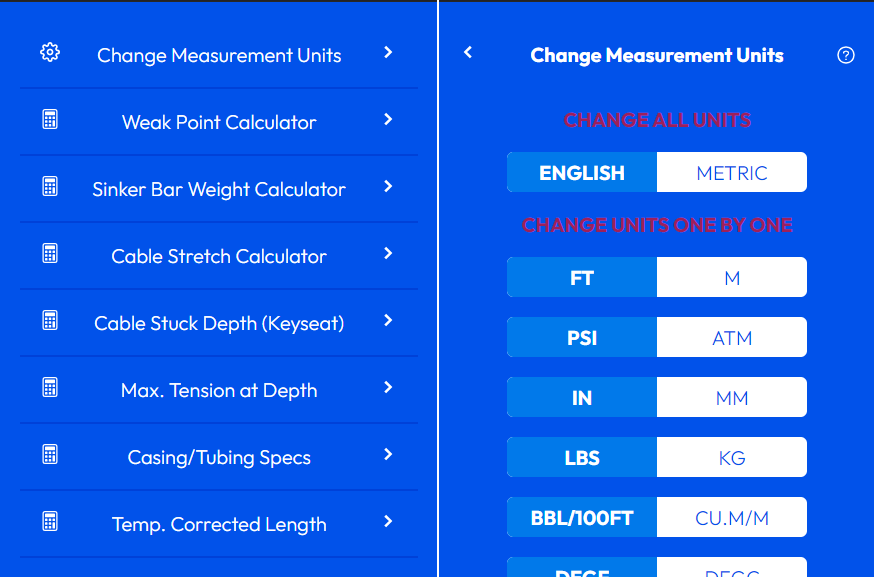 Change Measurement Units
Weak Point Calculator
Sinker Bar Weight Calculator
Cable Stretch Calculator
Cable Stuck Depth (Keyseat)
Max. Tension at Depth
Casing/Tubing Specs
Temp. Corrected Length
Change Measurement Units
CHANGE ALL UNITS
ENGLISH METRIC
CHANGE UNITS ONE BY ONE
FT M
PSI ATM
IN MM
LBS KG
BBL/100FT CU.M/M
DEGF DEGC